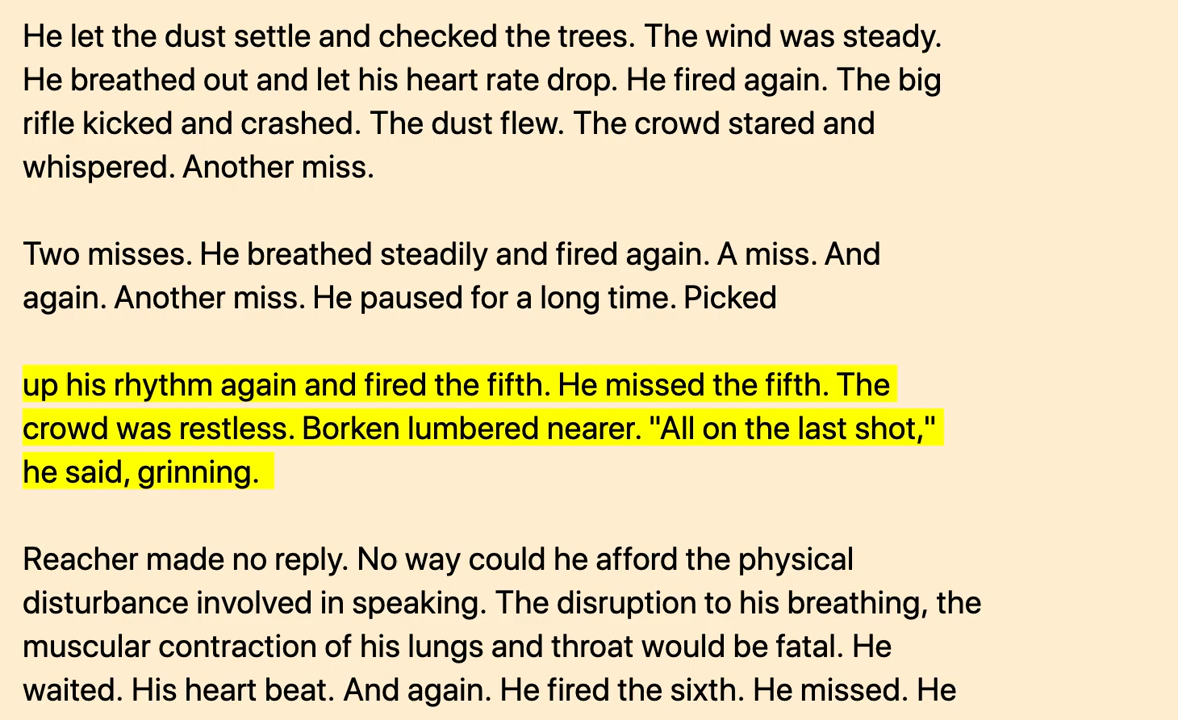 He let the dust settle and checked the trees. The wind was steady.
He breathed out and let his heart rate drop. He fired again. The big
rifle kicked and crashed. The dust flew. The crowd stared and
whispered. Another miss.
Two misses. He breathed steadily and fired again. A miss. And
again. Another miss. He paused for a long time. Picked
up his rhythm again and fired the fifth. He missed the fifth. The
crowd was restless. Borken lumbered nearer. "All on the last shot,"
he said, grinning.
Reacher made no reply. No way could he afford the physical
disturbance involved in speaking. The disruption to his breathing, the
muscular contraction of his lungs and throat would be fatal. He
waited. His heart beat. And again. He fired the sixth. He missed. He